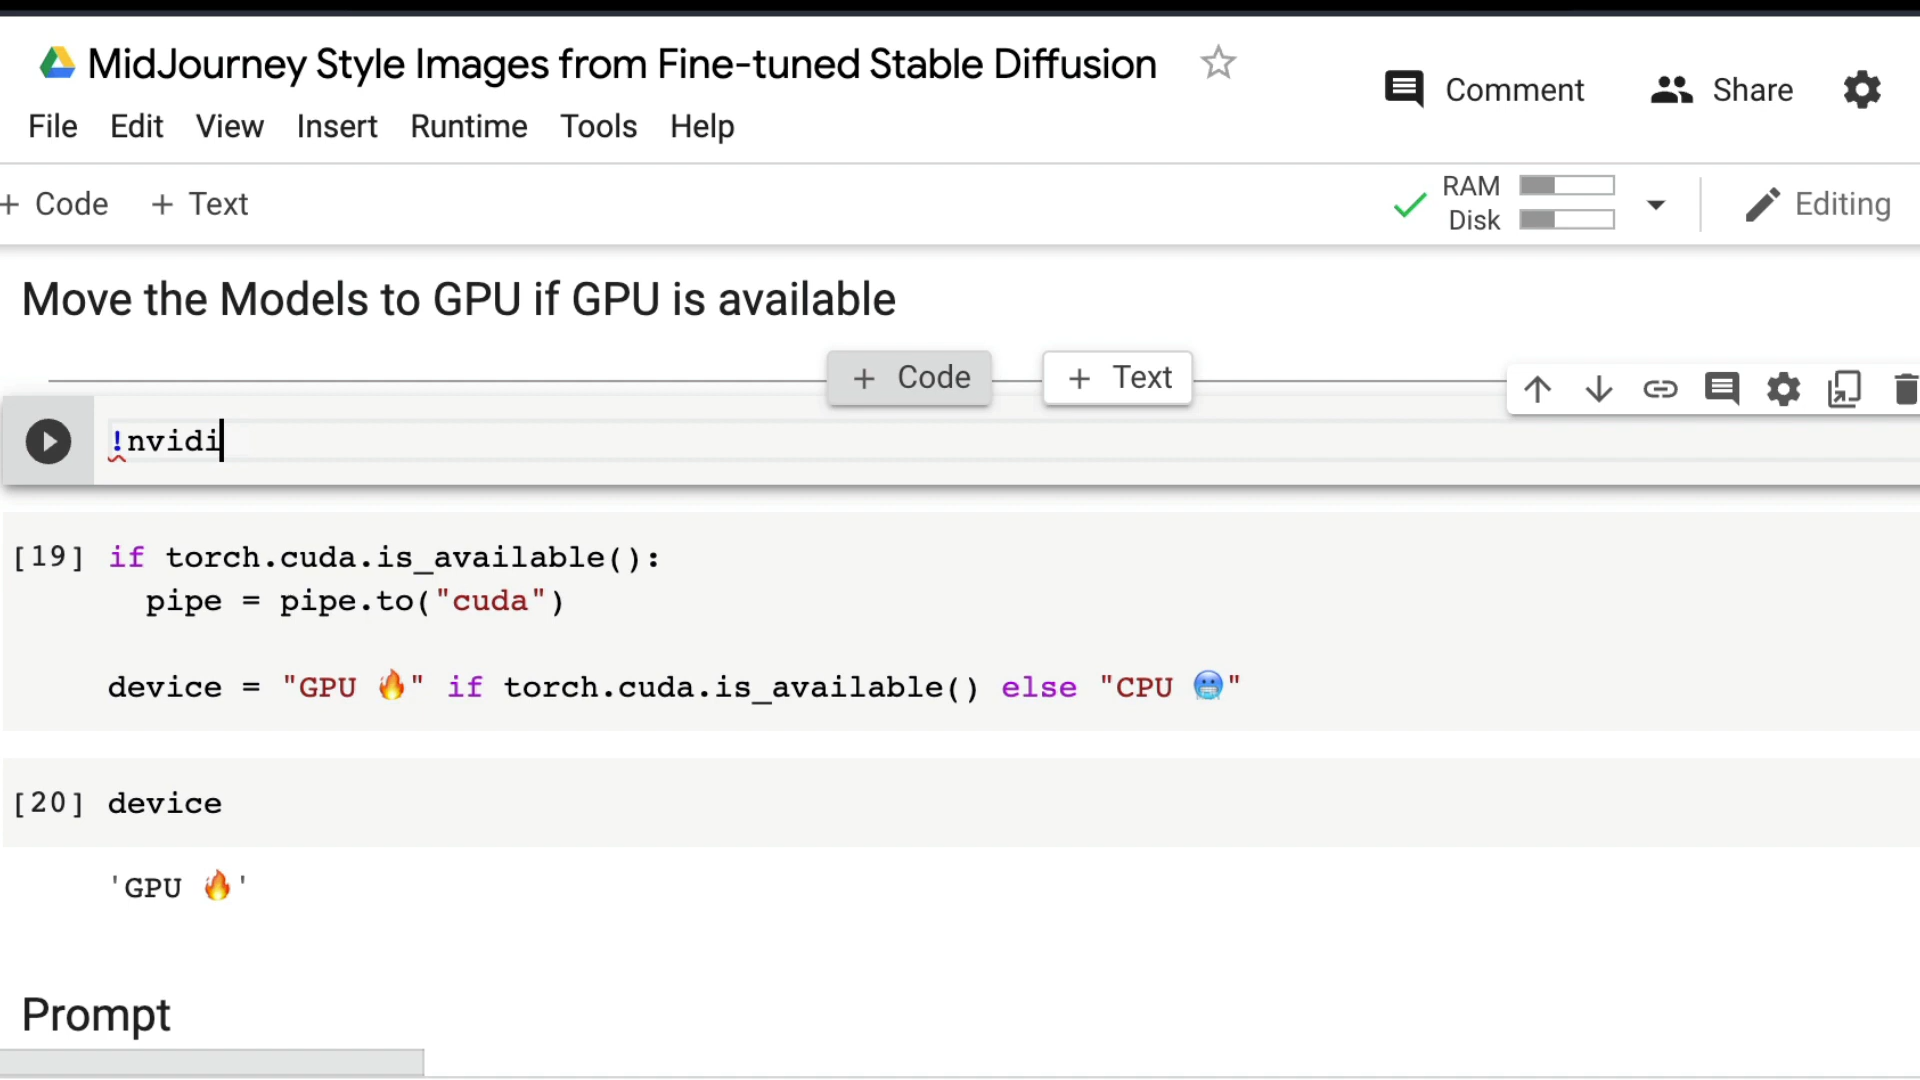 MidJourney Style Images from Fine-tuned Stable Diffusion
Comment
Share
File Edit View Insert Runtime Tools Help
+ Code + Text
RAM
Disk
Editing
Move the Models to GPU if GPU is available
+ Code + Text
!nvidi
[19] if torch.cuda.is_available():
pipe = pipe.to("cuda")
device = "GPU 🔥" if torch.cuda.is_available() else "CPU 🥶"
[20] device
'GPU 🔥'
Prompt